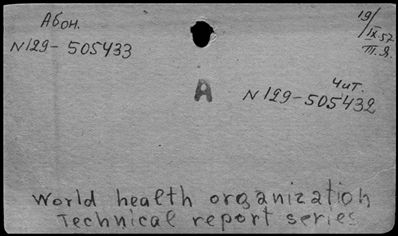 Абон.
N129-505433
19/
/IX.57
П.Я.
А
Чит.
N129-505432
World health organization
Technical report series